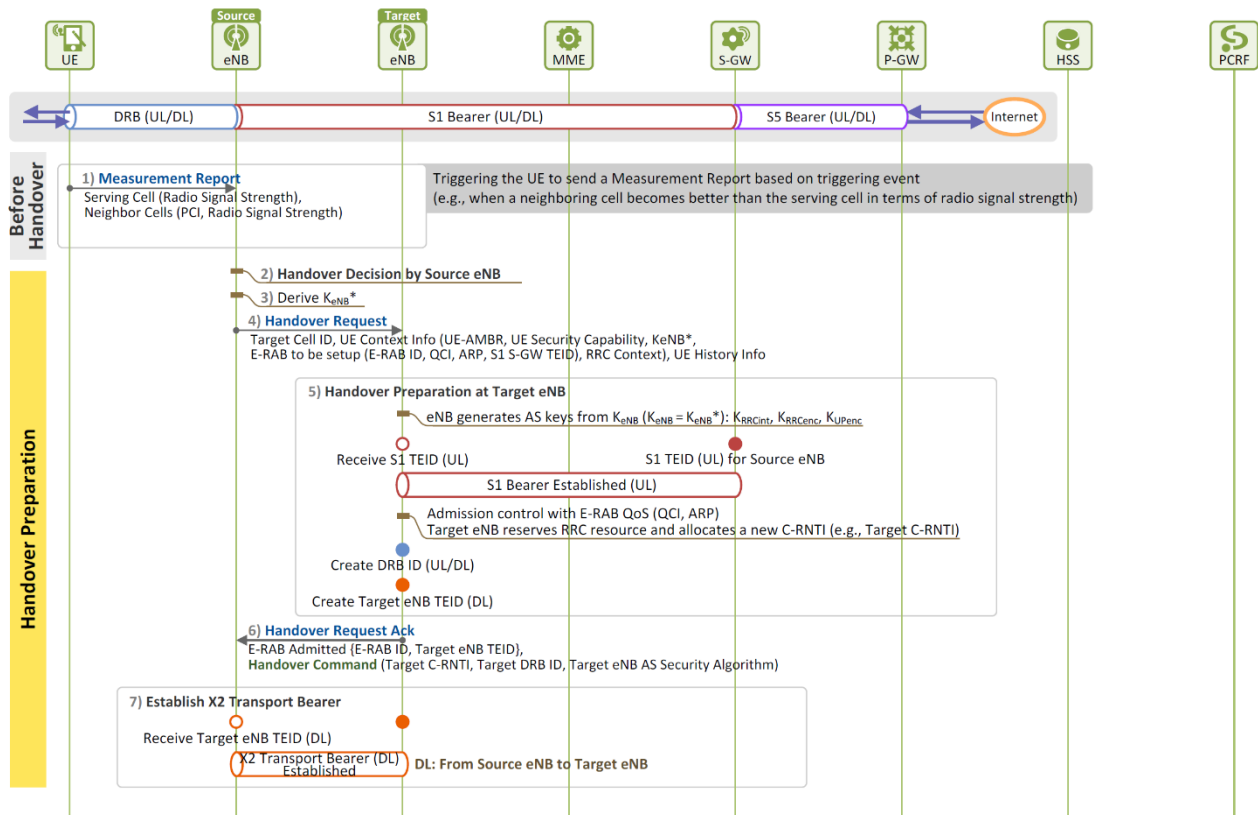 Source
Target
UE
eNB
eNB
MME
S-GW
P-GW
HSS
PCRF
DRB (UL/DL)
S1 Bearer (UL/DL)
S5 Bearer (UL/DL)
Internet
Before
Handover
1) Measurement Report
Serving Cell (Radio Signal Strength),
Neighbor Cells (PCI, Radio Signal Strength)
Triggering the UE to send a Measurement Report based on triggering event
(e.g., when a neighboring cell becomes better than the serving cell in terms of radio signal strength)
Handover Preparation
2) Handover Decision by Source eNB
3) Derive KeNB*
4) Handover Request
Target Cell ID, UE Context Info (UE-AMBR, UE Security Capability, KeNB*,
E-RAB to be setup (E-RAB ID, QCI, ARP, S1 S-GW TEID), RRC Context), UE History Info
5) Handover Preparation at Target eNB
eNB generates AS keys from KeNB (KeNB = KeNB*): KRRCint, KRRCenc, KUPenc
Receive S1 TEID (UL)
S1 TEID (UL) for Source eNB
S1 Bearer Established (UL)
Admission control with E-RAB QoS (QCI, ARP)
Target eNB reserves RRC resource and allocates a new C-RNTI (e.g., Target C-RNTI)
Create DRB ID (UL/DL)
Create Target eNB TEID (DL)
6) Handover Request Ack
E-RAB Admitted {E-RAB ID, Target eNB TEID},
Handover Command (Target C-RNTI, Target DRB ID, Target eNB AS Security Algorithm)
7) Establish X2 Transport Bearer
Receive Target eNB TEID (DL)
X2 Transport Bearer (DL)
Established
DL: From Source eNB to Target eNB